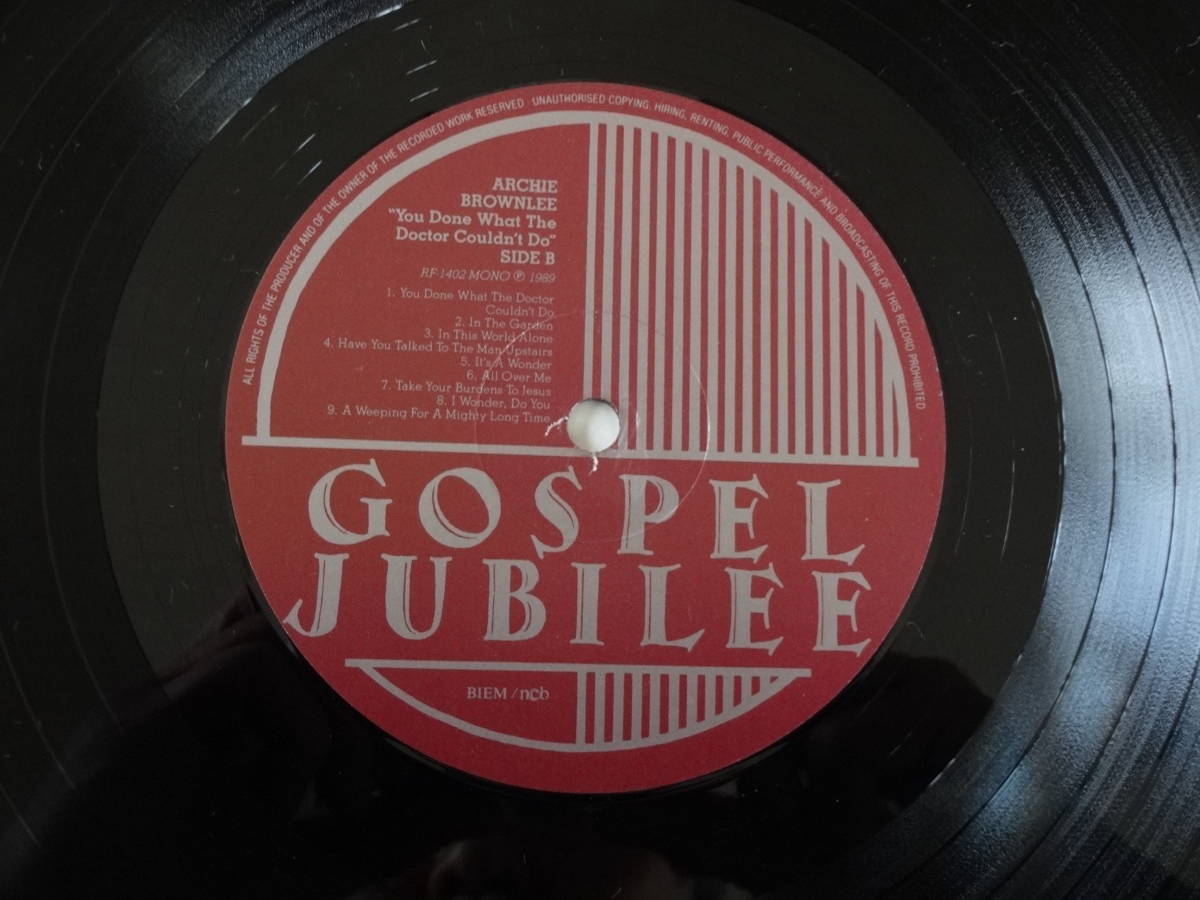 ALL RIGHTS OF THE PRODUCER AND OF THE OWNER OF THE RECORDED WORK RESERVED · UNAUTHORISED COPYING, HIRING, RENTING, PUBLIC PERFORMANCE AND BROADCASTING OF THIS RECORD PROHIBITED
ARCHIE
BROWNLEE
"You Done What The
Doctor Couldn't Do"
SIDE B
RF-1402 MONO ℗ 1989
1. You Done What The Doctor
Couldn't Do
2. In The Garden
3. In This World Alone
4. Have You Talked To The Man Upstairs
5. It's A Wonder
6. All Over Me
7. Take Your Burdens To Jesus
8. I Wonder, Do You
9. A Weeping For A Mighty Long Time
GOSPEL
JUBILEE
BIEM / ncb